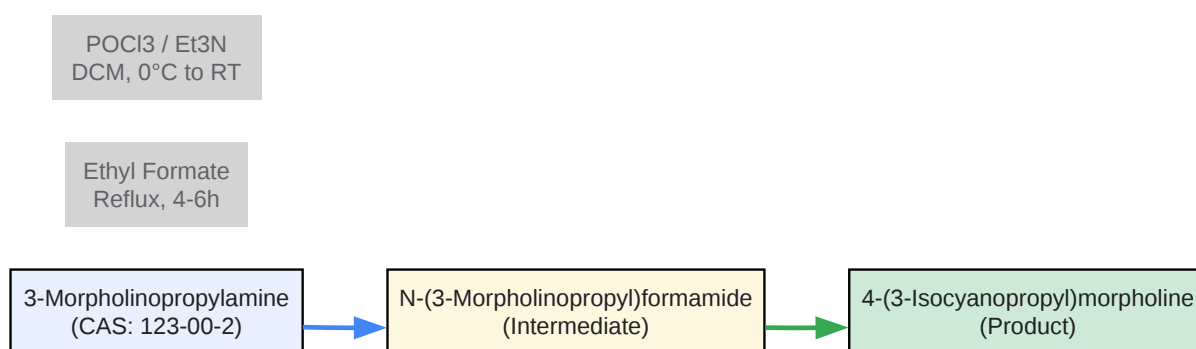 POCl3 / Et3N
DCM, 0°C to RT
Ethyl Formate
Reflux, 4-6h
3-Morpholinopropylamine
(CAS: 123-00-2)
N-(3-Morpholinopropyl)formamide
(Intermediate)
4-(3-Isocyanopropyl)morpholine
(Product)